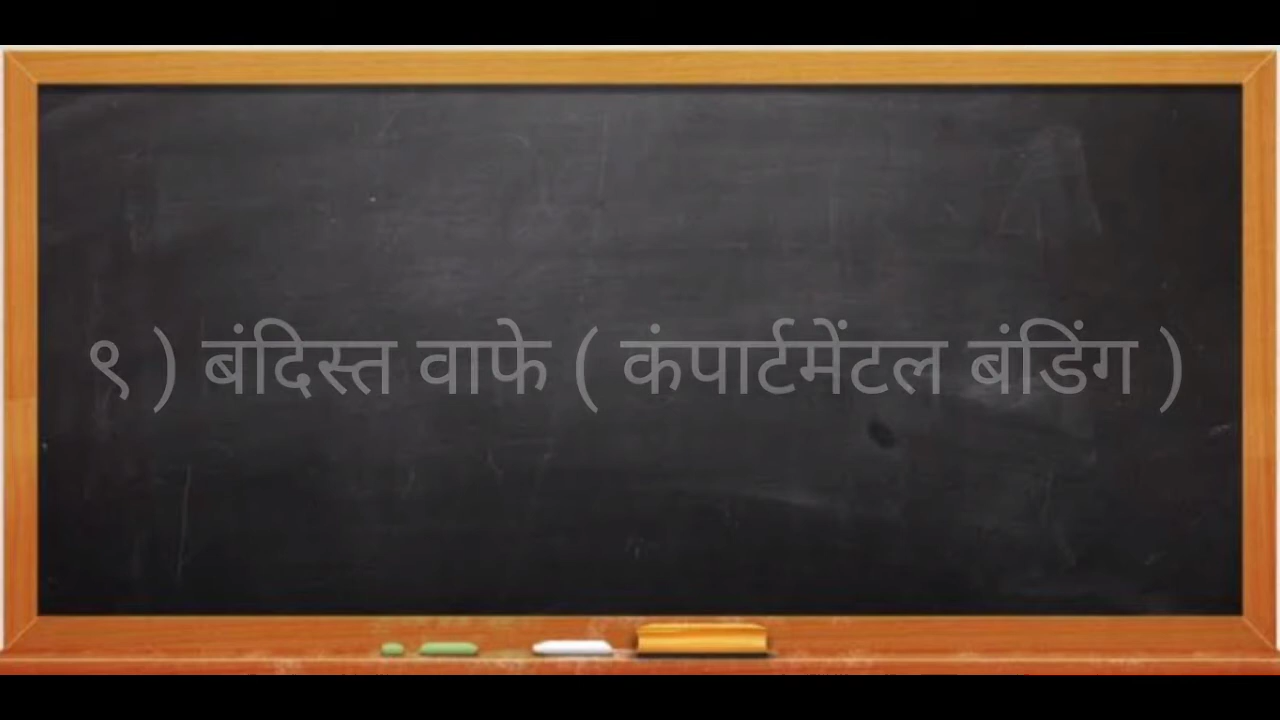 ९ ) बंदिस्त वाफे ( कंपार्टमेंटल बंडिंग )